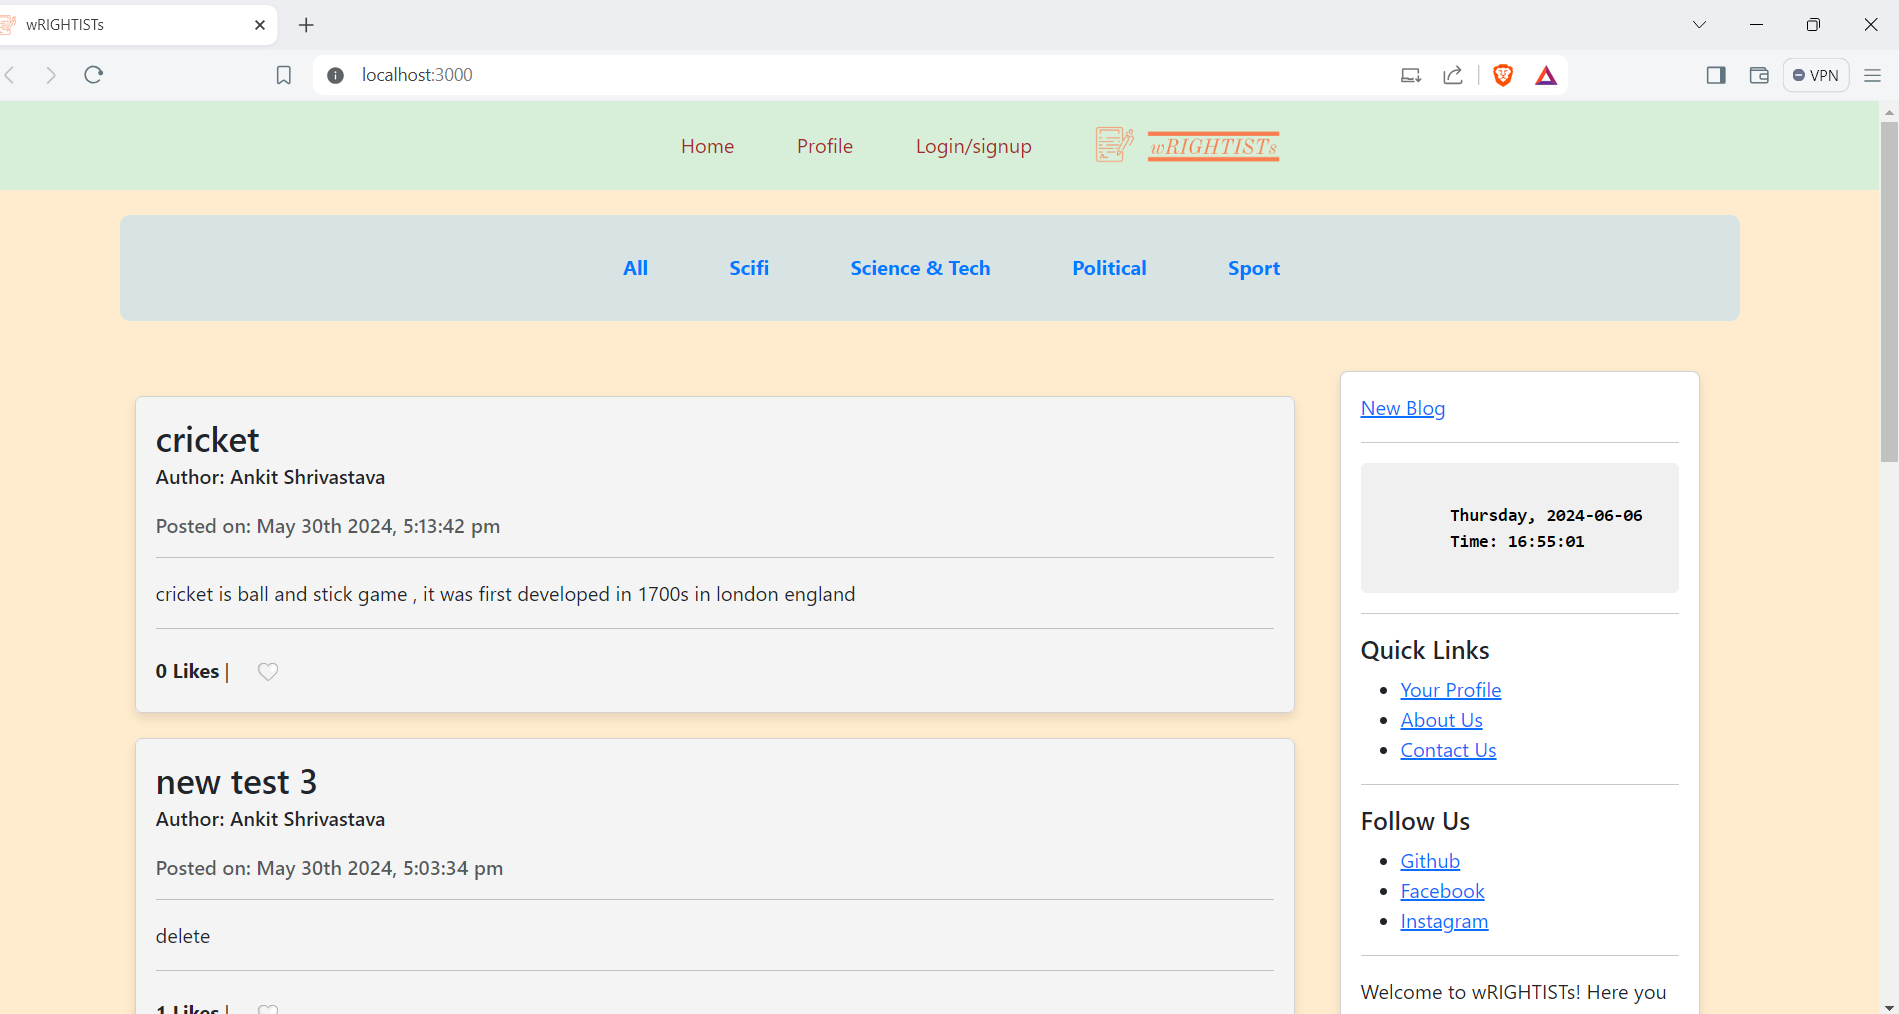 wRIGHTISTs
localhost:3000
VPN
Home Profile Login/signup wRIGHTISTs
All Scifi Science & Tech Political Sport
cricket
Author: Ankit Shrivastava
Posted on: May 30th 2024, 5:13:42 pm
cricket is ball and stick game , it was first developed in 1700s in london england
0 Likes |
new test 3
Author: Ankit Shrivastava
Posted on: May 30th 2024, 5:03:34 pm
delete
1 Likes |
New Blog
Thursday, 2024-06-06
Time: 16:55:01
Quick Links
Your Profile
About Us
Contact Us
Follow Us
Github
Facebook
Instagram
Welcome to wRIGHTISTs! Here you